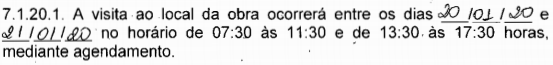 7.1.20.1. A visita ao local da obra ocorrerá entre os dias 20 /01 / 20 e
21 / 01 / 20 no horário de 07:30 às 11:30 e de 13:30 às 17:30 horas,
mediante agendamento.